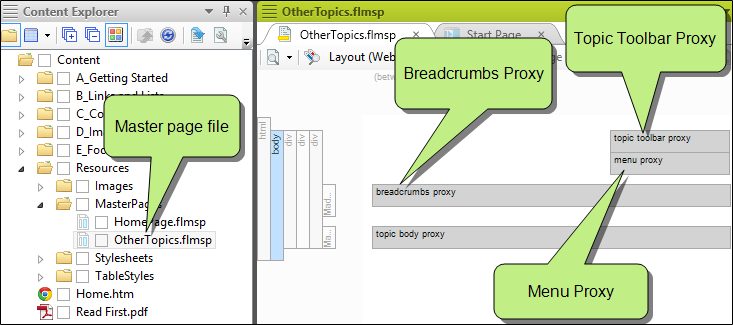 Content Explorer
OtherTopics.flmsp
OtherTopics.flmsp
Start Page
Topic Toolbar Proxy
Layout (Web
(betw
Breadcrumbs Proxy
Content
A_Getting Started
B_Links and Lists
C_Co
D_Im
E_Foo
Master page file
Resources
Images
MasterPages
HomePage.flmsp
OtherTopics.flmsp
Stylesheets
TableStyles
Home.htm
Read First.pdf
html
body
div
div
div
Mad...
Mad...
topic toolbar proxy
menu proxy
breadcrumbs proxy
topic body proxy
Menu Proxy